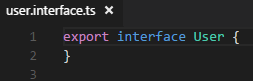 user.interface.ts ×
1 export interface User {
2 }